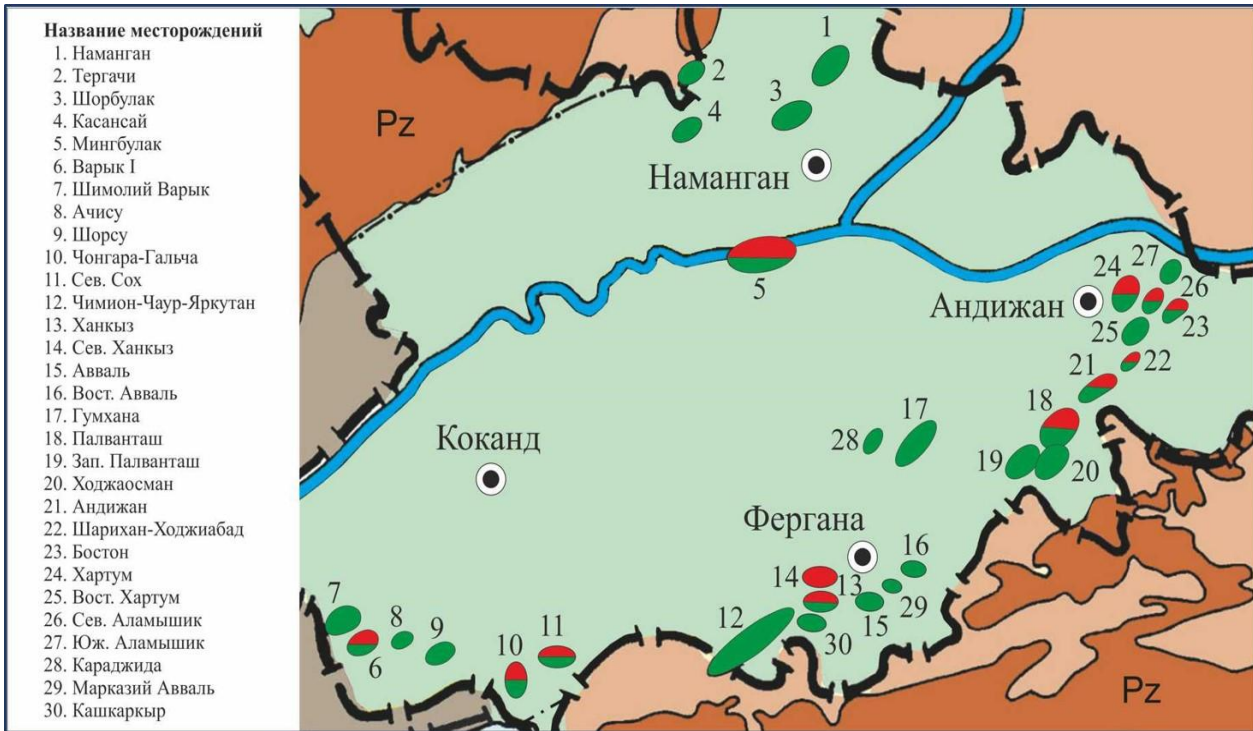 Название месторождений
1. Наманган
2. Тергачи
3. Шорбулак
4. Касансай
5. Мингбулак
6. Варык I
7. Шимолий Варык
8. Ачису
9. Шорсу
10. Чонгара-Гальча
11. Сев. Сох
12. Чимион-Чаур-Яркутан
13. Ханкыз
14. Сев. Ханкыз
15. Авваль
16. Вост. Авваль
17. Гумхана
18. Палванташ
19. Зап. Палванташ
20. Ходжаосман
21. Андижан
22. Шарихан-Ходжиабад
23. Бостон
24. Хартум
25. Вост. Хартум
26. Сев. Аламышик
27. Юж. Аламышик
28. Караджида
29. Марказий Авваль
30. Кашкаркыр
1
2
3
Pz
4
Наманган
5
27
24
26
Андижан
23
25
22
21
18
17
28
Коканд
19
20
Фергана
16
14
13
7
29
12
15
8
11
9
10
30
6
Pz